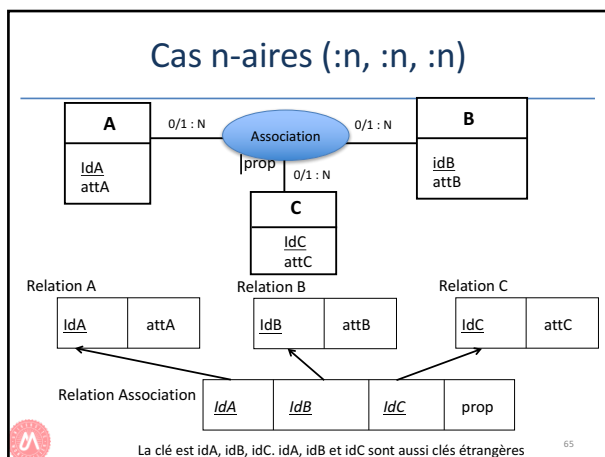 Cas n-aires (:n, :n, :n)
A
IdA
attA
0/1 : N
Association
prop
0/1 : N
0/1 : N
B
idB
attB
C
IdC
attC
Relation A
IdA attA
Relation B
IdB attB
Relation C
IdC attC
Relation Association
IdA IdB IdC prop
La clé est idA, idB, idC. idA, idB et idC sont aussi clés étrangères
65